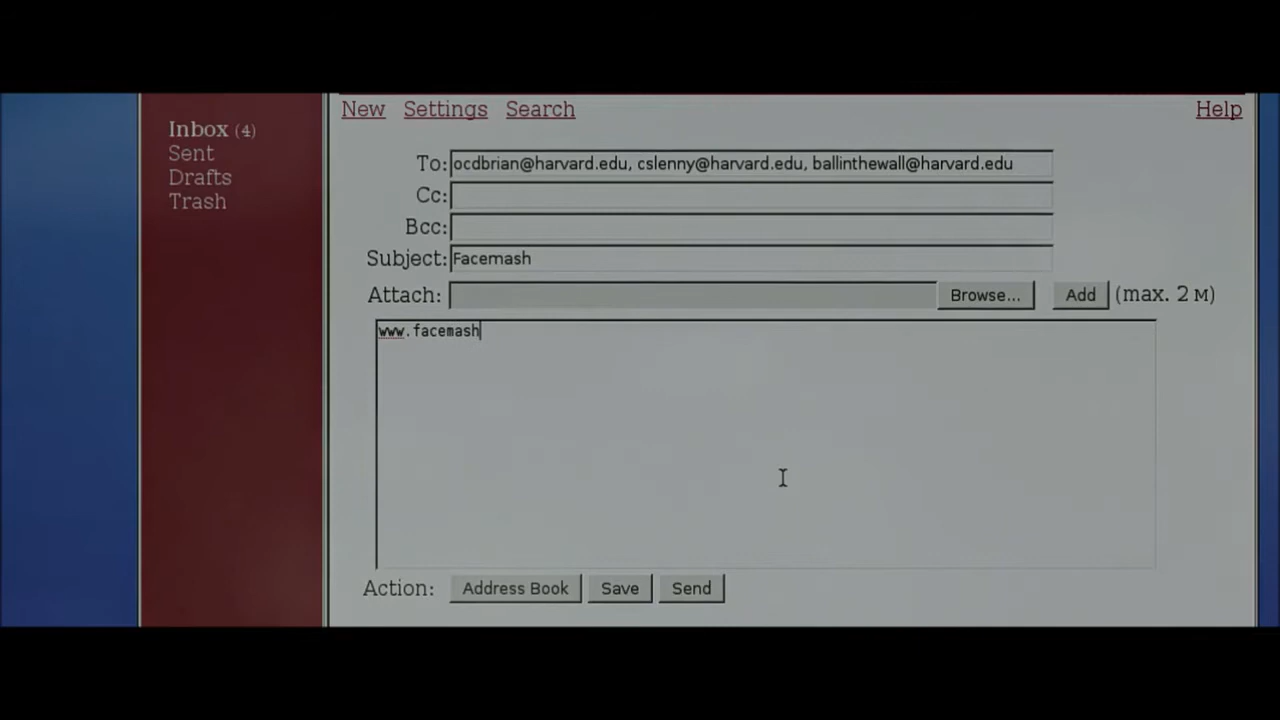 New Settings Search Help
Inbox (4)
Sent
Drafts
Trash
To: ocdbrian@harvard.edu, cslenny@harvard.edu, ballinthewall@harvard.edu
Cc:
Bcc:
Subject: Facemash
Attach: Browse... Add (max. 2 M)
www.facemash
Action: Address Book Save Send